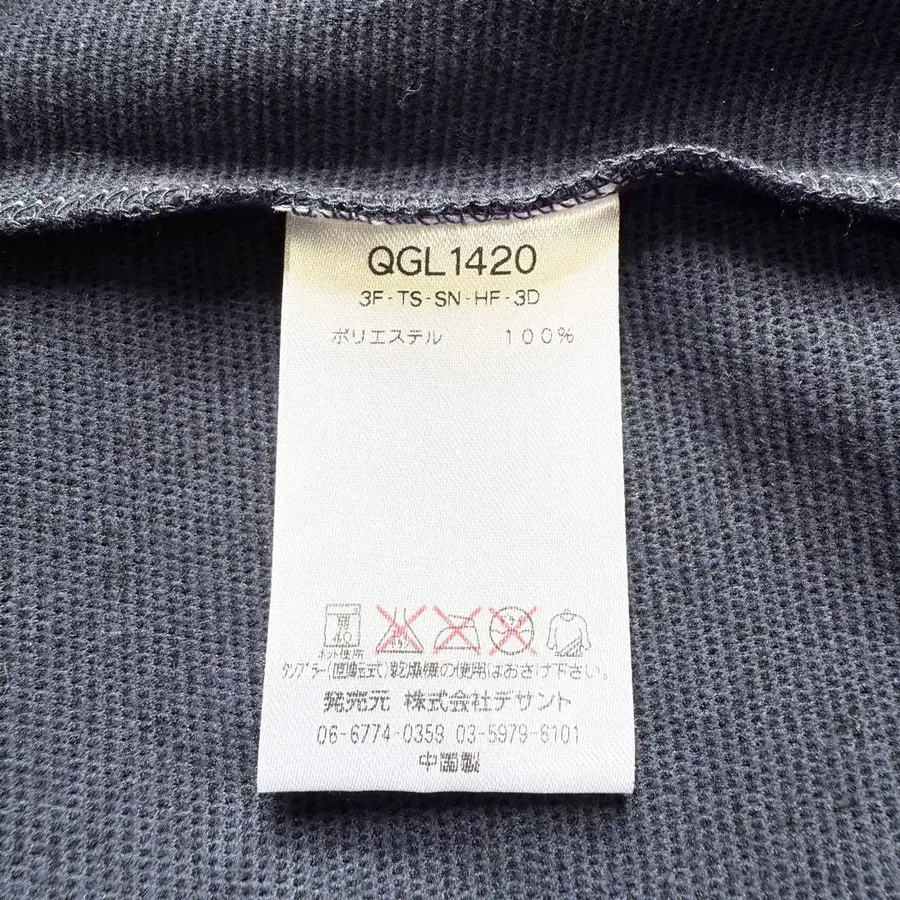 QGL1420
3F-TS-SN-HF-3D
ポリエステル 100%
弱
40
ネット使用
タンブラー(回転式)乾燥機の使用はおさけ下さい。
発売元 株式会社デサント
06-6774-0359 03-5979-6101
中国製